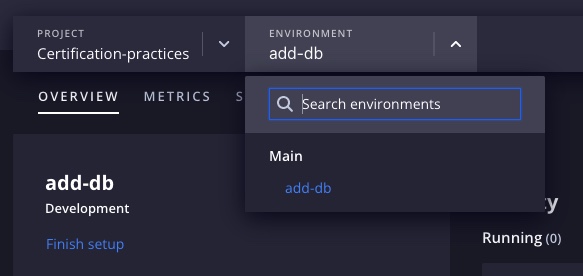 PROJECT
Certification-practices
ENVIRONMENT
add-db
OVERVIEW METRICS S
Search environments
Main
add-db
add-db
Development
Finish setup
Running (0)